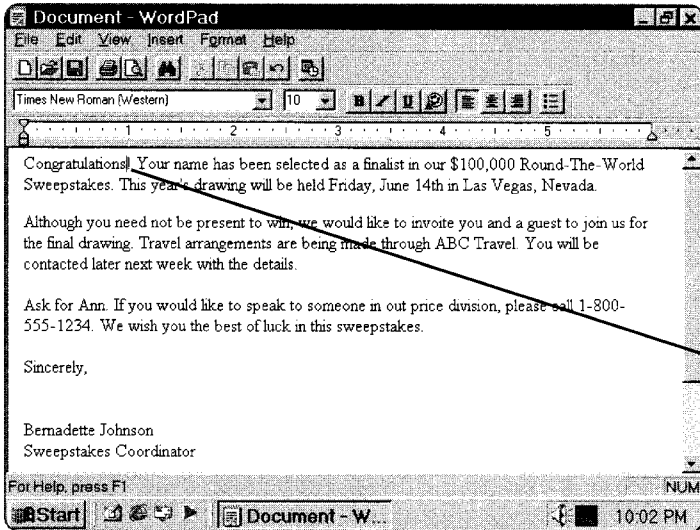 Document - WordPad
File Edit View Insert Format Help
Times New Roman (Western) 10 B / U
1 2 3 4 5
Congratulations! Your name has been selected as a finalist in our $100,000 Round-The-World
Sweepstakes. This year's drawing will be held Friday, June 14th in Las Vegas, Nevada.
Although you need not be present to win, we would like to invoite you and a guest to join us for
the final drawing. Travel arrangements are being made through ABC Travel. You will be
contacted later next week with the details.
Ask for Ann. If you would like to speak to someone in out price division, please call 1-800-
555-1234. We wish you the best of luck in this sweepstakes.
Sincerely,
Bernadette Johnson
Sweepstakes Coordinator
For Help, press F1 NUM
Start Document - W... 10:02 PM